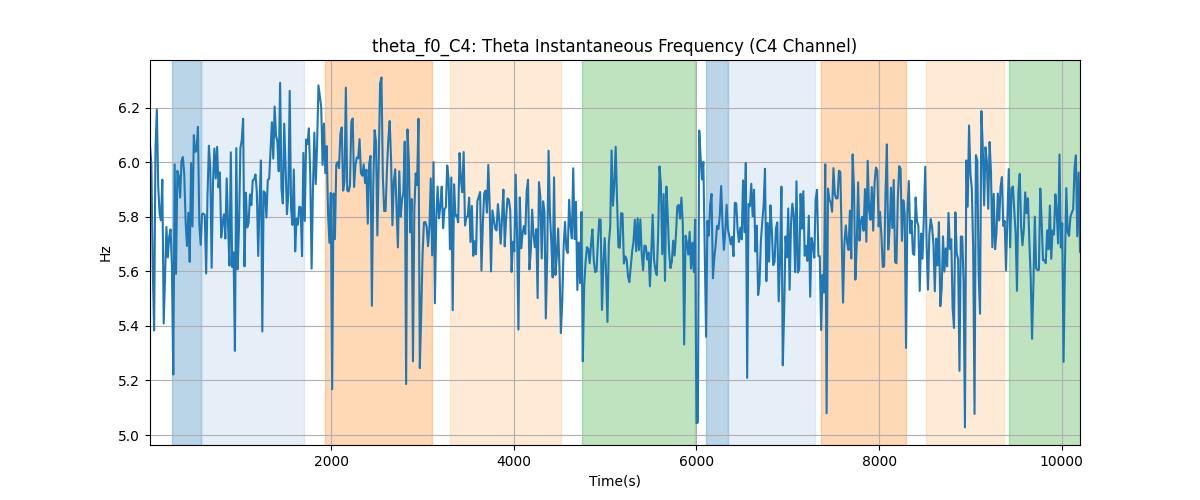 theta_f0_C4: Theta Instantaneous Frequency (C4 Channel)
Hz
6.2
6.0
5.8
5.6
5.4
5.2
5.0
2000 4000 6000 8000 10000
Time(s)